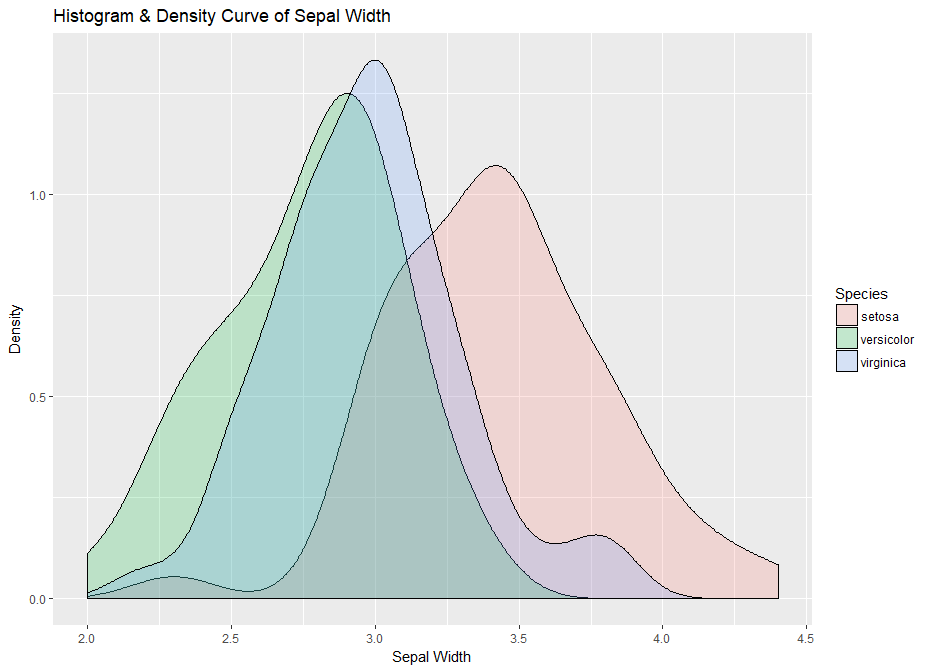 Histogram & Density Curve of Sepal Width
Density
1.0
0.5
0.0
2.0 2.5 3.0 3.5 4.0 4.5
Sepal Width
Species
setosa
versicolor
virginica